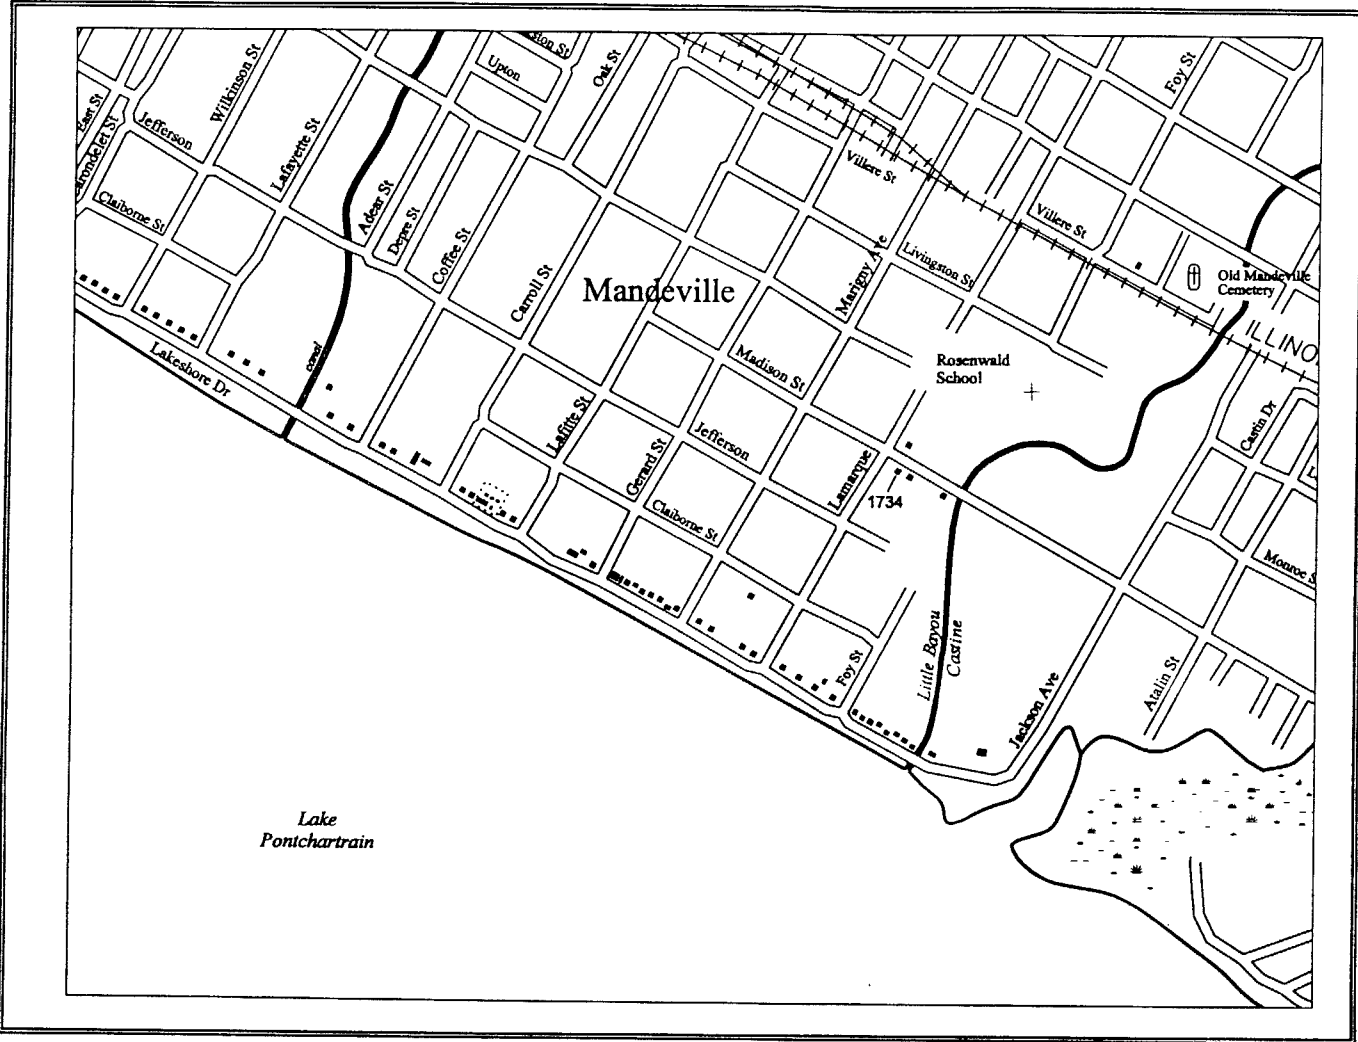 Upton
Oak St
Foy St
Wilkinson St
East St
Jefferson
Lafayette St
Villere St
Claiborne St
Adear St
Depre St
Coffee St
Villere St
Marigny Ave
Livingston St
Old Mandeville
Cemetery
Carroll St
Mandeville
ILLINO
canal
Lakeshore Dr
Madison St
Rosenwald
School
Lafitte St
Jefferson
Castin Dr
Gerard St
Lamarque
1734
Claiborne St
Monroe S
Little Bayou
Castine
Foy St
Atalin St
Jackson Ave
Lake
Pontchartrain